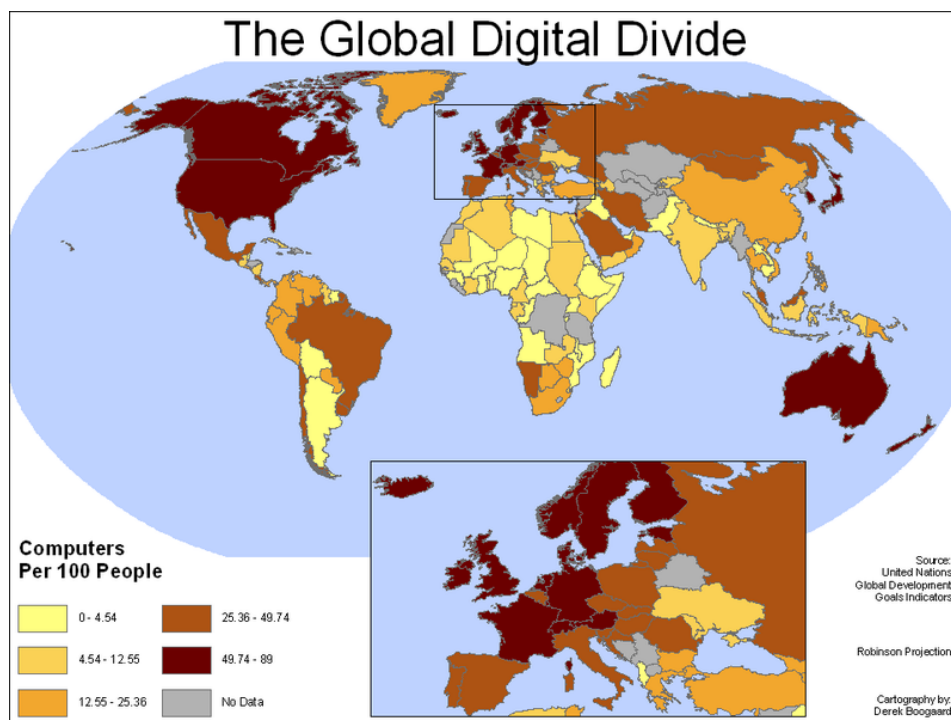 The Global Digital Divide
Computers
Per 100 People
0 - 4.54
25.36 - 49.74
4.54 - 12.55
49.74 - 89
12.55 - 25.36
No Data
Source:
United Nations
Global Development
Goals Indicators
Robinson Projection
Cartography by:
Derek Boogaard